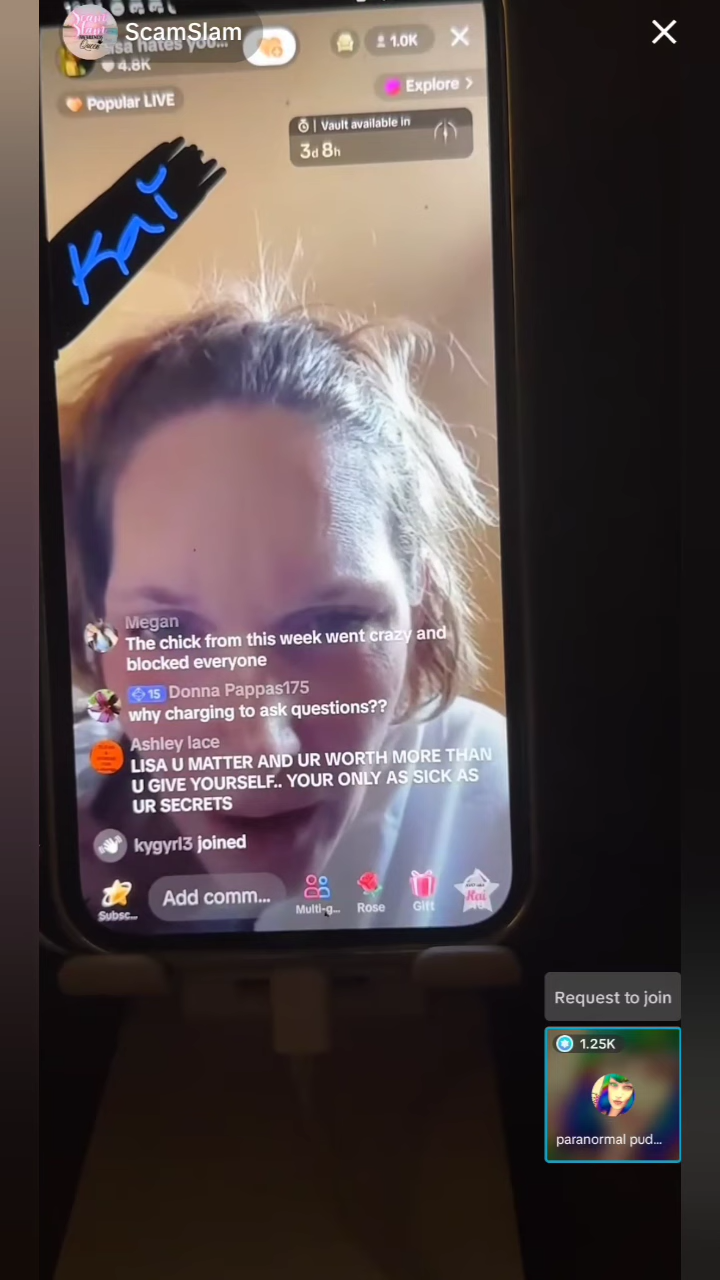 ScamSlam
isa hates you...
4.8K
1.0K
Explore >
Popular LIVE
Vault available in
3d 8h
Kai
Megan
The chick from this week went crazy and
blocked everyone
15 Donna Pappas175
why charging to ask questions??
Ashley lace
LISA U MATTER AND UR WORTH MORE THAN
U GIVE YOURSELF.. YOUR ONLY AS SICK AS
UR SECRETS
kygyrl3 joined
Subsc...
Add comm...
Multi-g...
Rose
Gift
Kai
Request to join
1.25K
paranormal pud...